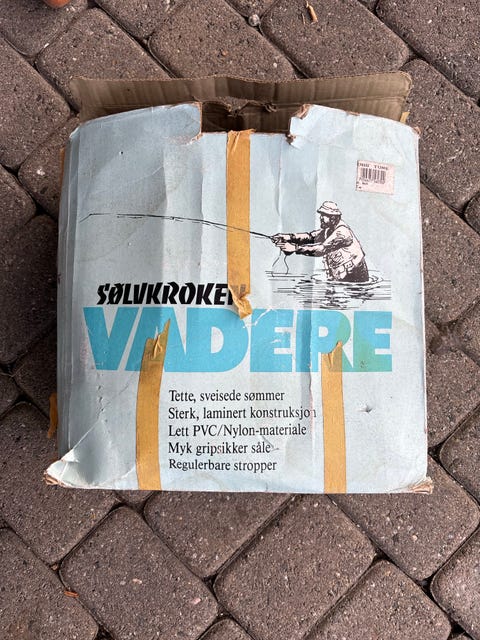 SØLVKROKEN
VADERE
Tette, sveisede sømmer
Sterk, laminert konstruksjon
Lett PVC/Nylon-materiale
Myk gripsikker såle
Regulerbare stropper